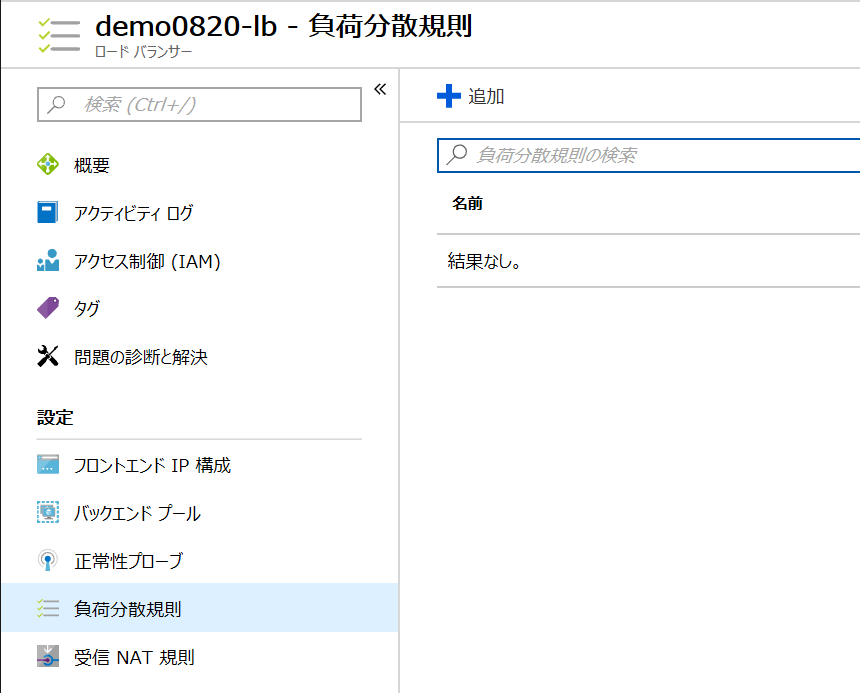 demo0820-lb - 負荷分散規則
ロード バランサー
検索 (Ctrl+/)
概要
アクティビティ ログ
アクセス制御 (IAM)
タグ
問題の診断と解決
設定
フロントエンド IP 構成
バックエンド プール
正常性プローブ
負荷分散規則
受信 NAT 規則
追加
負荷分散規則の検索
名前
結果なし。